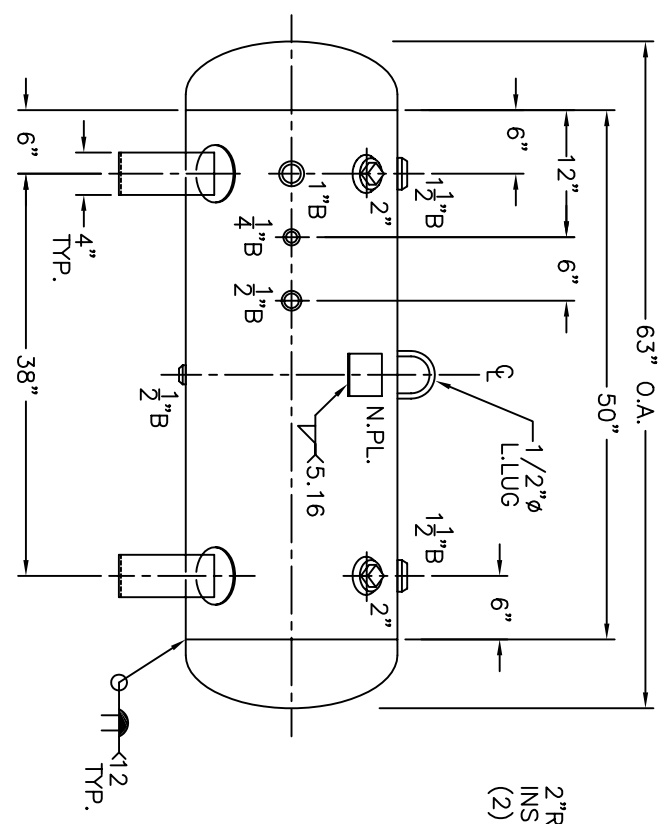 63" O.A.
50"
12"
6"
6"
6"
1/2"ø
L.LUG
1 1/2"B
1 1/2"B
2"
2"
1"B
1/4"B
1/2"B
℄
N.PL.
<5.16
1/2"B
6"
4"
TYP.
38"
<12
TYP.
2"R
INS
(2)